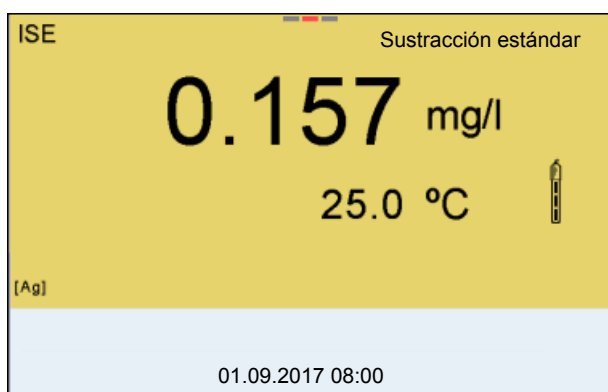 ISE
Sustracción estándar
0.157 mg/l
25.0 ºC
[Ag]
01.09.2017 08:00